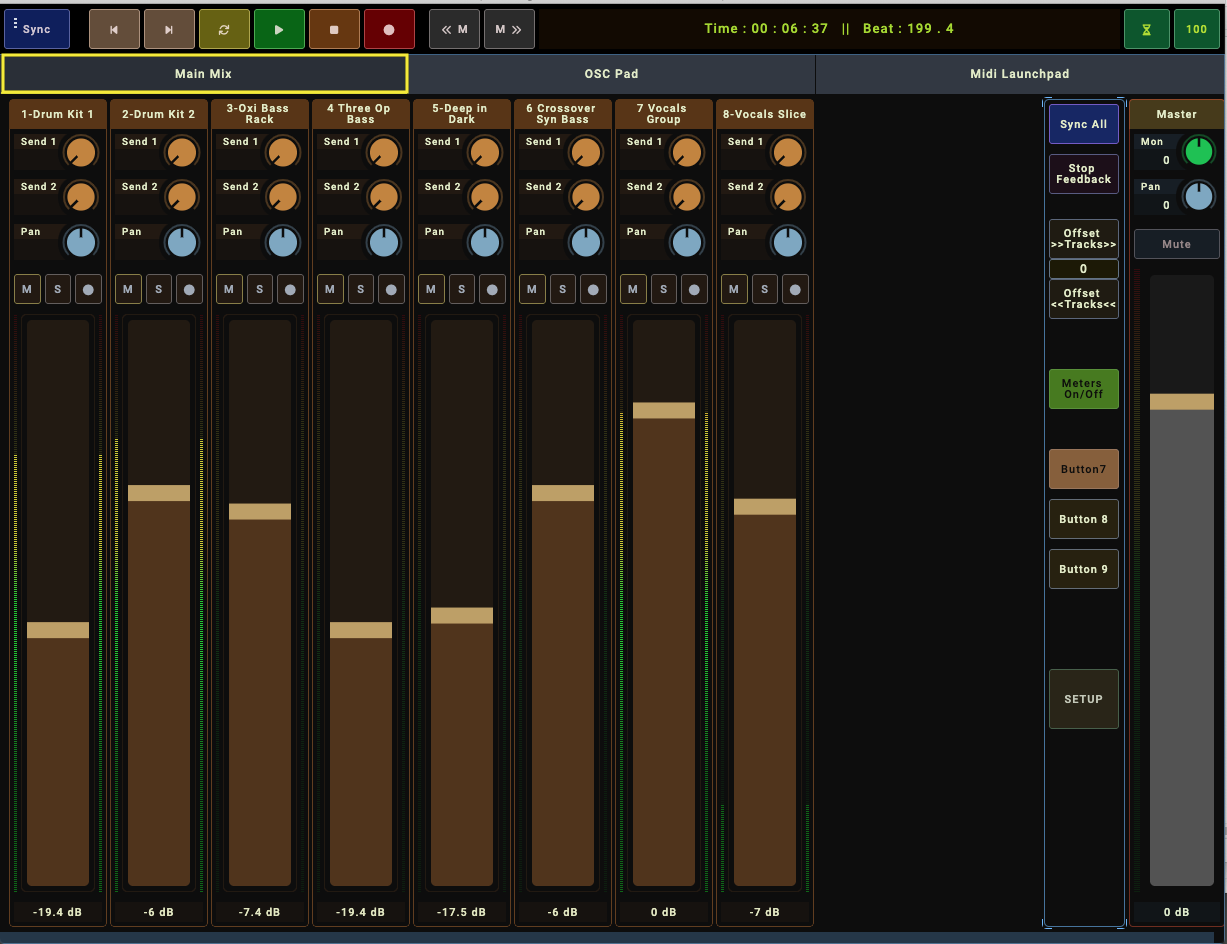 Sync
M
M
Time : 00 : 06 : 37 || Beat : 199 . 4
100
Main Mix
OSC Pad
Midi Launchpad
1-Drum Kit 1
2-Drum Kit 2
3-Oxi Bass
Rack
4 Three Op
Bass
5-Deep in
Dark
6 Crossover
Syn Bass
7 Vocals
Group
8-Vocals Slice
Sync All
Master
Send 1
Send 1
Send 1
Send 1
Send 1
Send 1
Send 1
Send 1
Mon
0
Stop
Feedback
Send 2
Send 2
Send 2
Send 2
Send 2
Send 2
Send 2
Send 2
Pan
0
Pan
Pan
Pan
Pan
Pan
Pan
Pan
Pan
Offset
>>Tracks>>
Mute
0
M S
M S
M S
M S
M S
M S
M S
M S
Offset
<<Tracks<<
Meters
On/Off
Button7
Button 8
Button 9
SETUP
-19.4 dB
-6 dB
-7.4 dB
-19.4 dB
-17.5 dB
-6 dB
0 dB
-7 dB
0 dB